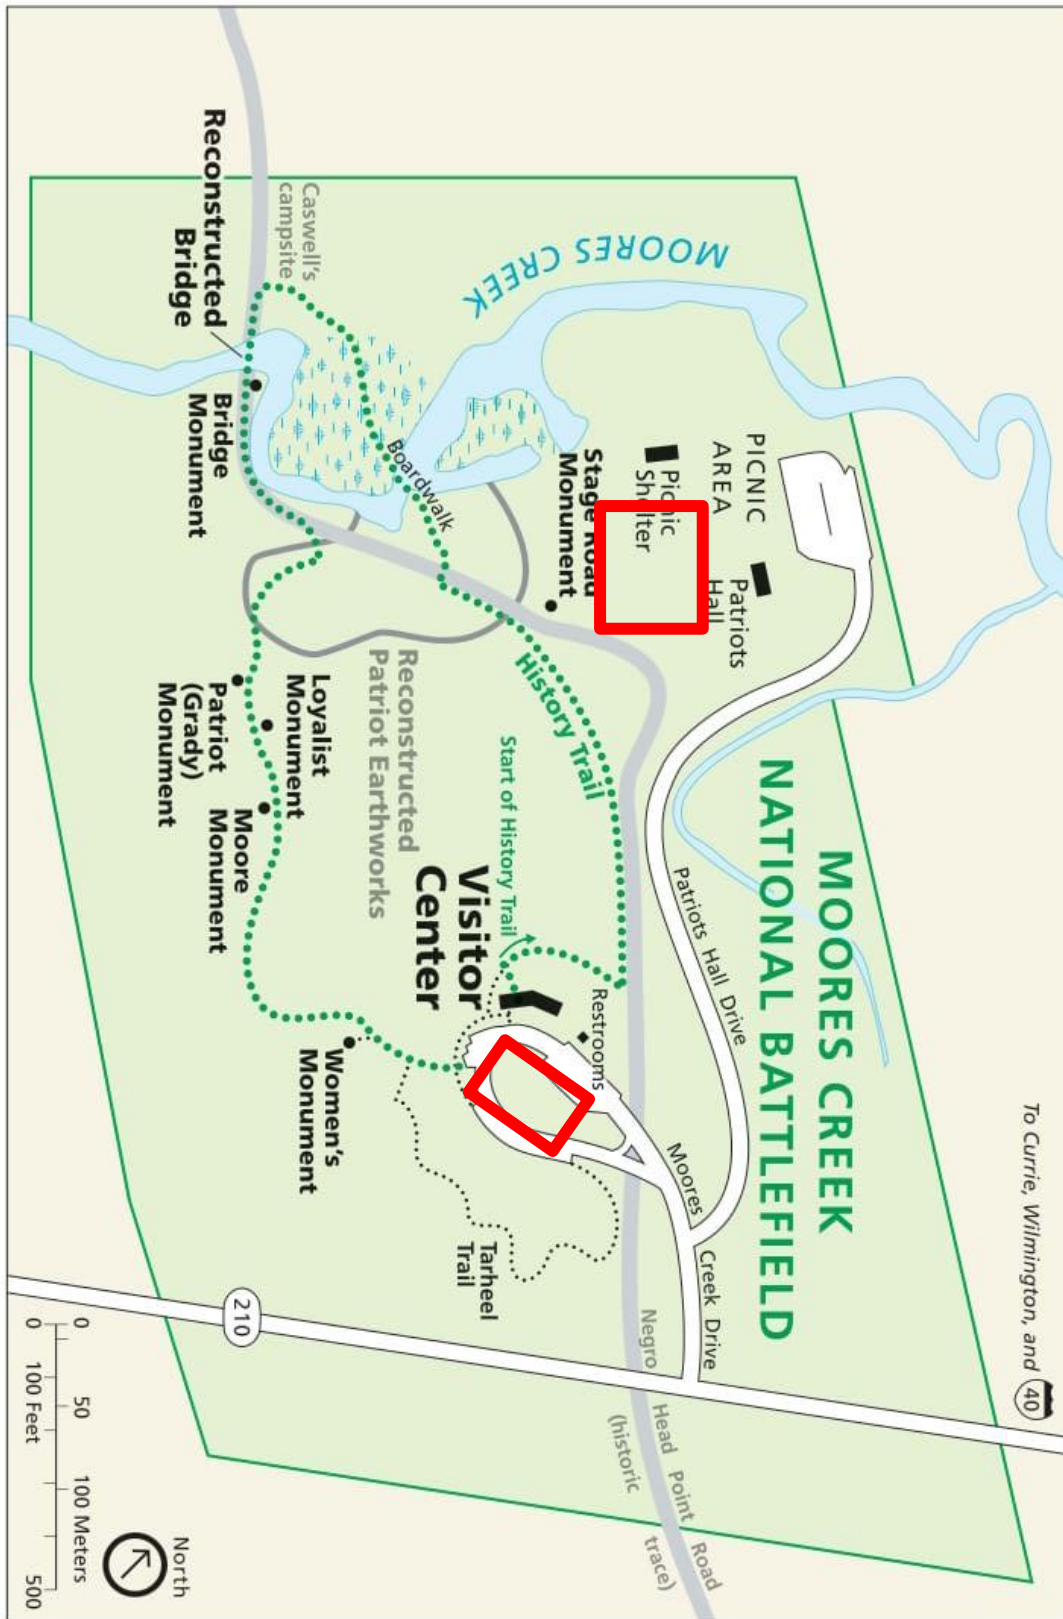 To Currie, Wilmington, and
40
MOORES CREEK
NATIONAL BATTLEFIELD
MOORES CREEK
PICNIC
AREA
Patriots
Hall
Picnic
Shelter
Stage Road
Monument
Patriots Hall Drive
Moores Creek Drive
Negro Head Point Road
(historic trace)
History Trail
Start of History Trail
Restrooms
Visitor
Center
Boardwalk
Caswell's
campsite
Reconstructed
Bridge
Bridge
Monument
Reconstructed
Patriot Earthworks
Loyalist
Monument
Patriot
(Grady)
Monument
Moore
Monument
Women's
Monument
Tarheel
Trail
210
0 50 100 Meters
0 100 Feet 500
North